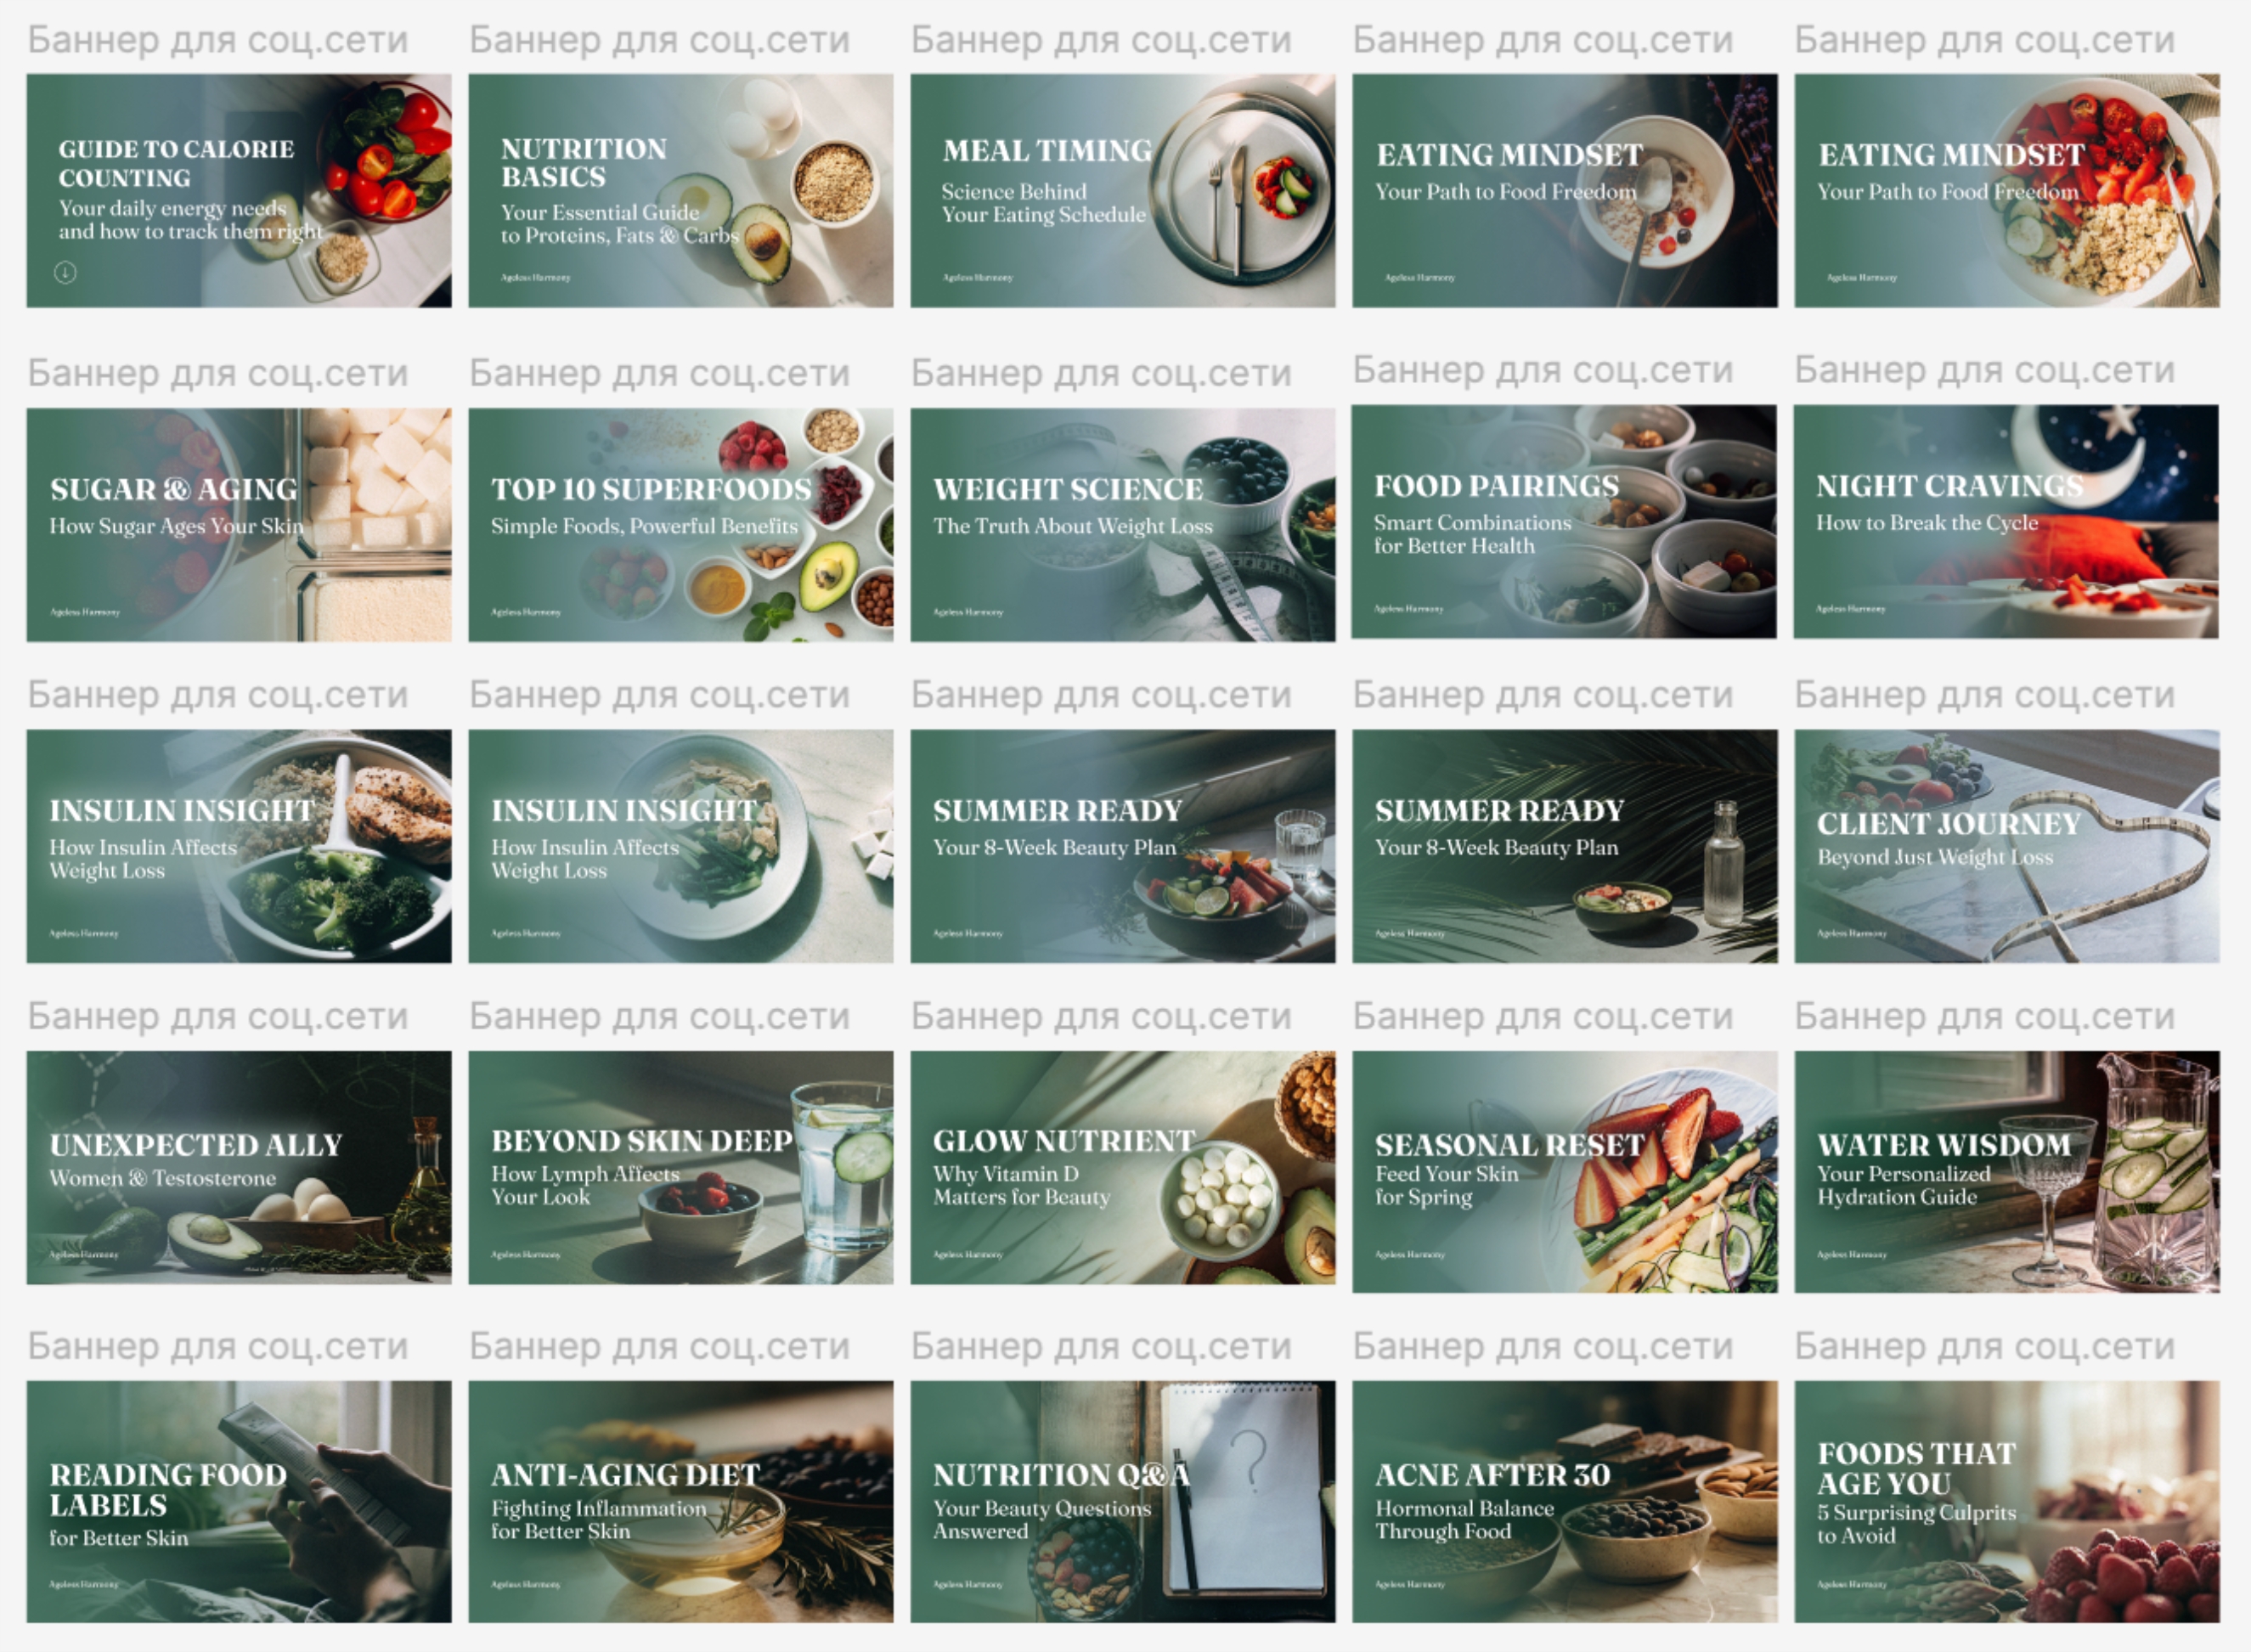 Баннер для соц.сети
Баннер для соц.сети
Баннер для соц.сети
Баннер для соц.сети
Баннер для соц.сети
GUIDE TO CALORIE
COUNTING
Your daily energy needs
and how to track them right
NUTRITION
BASICS
Your Essential Guide
to Proteins, Fats & Carbs
Ageless Harmony
MEAL TIMING
Science Behind
Your Eating Schedule
Ageless Harmony
EATING MINDSET
Your Path to Food Freedom
Ageless Harmony
EATING MINDSET
Your Path to Food Freedom
Ageless Harmony
Баннер для соц.сети
Баннер для соц.сети
Баннер для соц.сети
Баннер для соц.сети
Баннер для соц.сети
SUGAR & AGING
How Sugar Ages Your Skin
Ageless Harmony
TOP 10 SUPERFOODS
Simple Foods, Powerful Benefits
Ageless Harmony
WEIGHT SCIENCE
The Truth About Weight Loss
Ageless Harmony
FOOD PAIRINGS
Smart Combinations
for Better Health
Ageless Harmony
NIGHT CRAVINGS
How to Break the Cycle
Ageless Harmony
Баннер для соц.сети
Баннер для соц.сети
Баннер для соц.сети
Баннер для соц.сети
Баннер для соц.сети
INSULIN INSIGHT
How Insulin Affects
Weight Loss
Ageless Harmony
INSULIN INSIGHT
How Insulin Affects
Weight Loss
Ageless Harmony
SUMMER READY
Your 8-Week Beauty Plan
Ageless Harmony
SUMMER READY
Your 8-Week Beauty Plan
Ageless Harmony
CLIENT JOURNEY
Beyond Just Weight Loss
Ageless Harmony
Баннер для соц.сети
Баннер для соц.сети
Баннер для соц.сети
Баннер для соц.сети
Баннер для соц.сети
UNEXPECTED ALLY
Women & Testosterone
Ageless Harmony
BEYOND SKIN DEEP
How Lymph Affects
Your Look
Ageless Harmony
GLOW NUTRIENT
Why Vitamin D
Matters for Beauty
Ageless Harmony
SEASONAL RESET
Feed Your Skin
for Spring
Ageless Harmony
WATER WISDOM
Your Personalized
Hydration Guide
Ageless Harmony
Баннер для соц.сети
Баннер для соц.сети
Баннер для соц.сети
Баннер для соц.сети
Баннер для соц.сети
READING FOOD
LABELS
for Better Skin
Ageless Harmony
ANTI-AGING DIET
Fighting Inflammation
for Better Skin
Ageless Harmony
NUTRITION Q&A
Your Beauty Questions
Answered
Ageless Harmony
?
ACNE AFTER 30
Hormonal Balance
Through Food
Ageless Harmony
FOODS THAT
AGE YOU
5 Surprising Culprits
to Avoid
Ageless Harmony